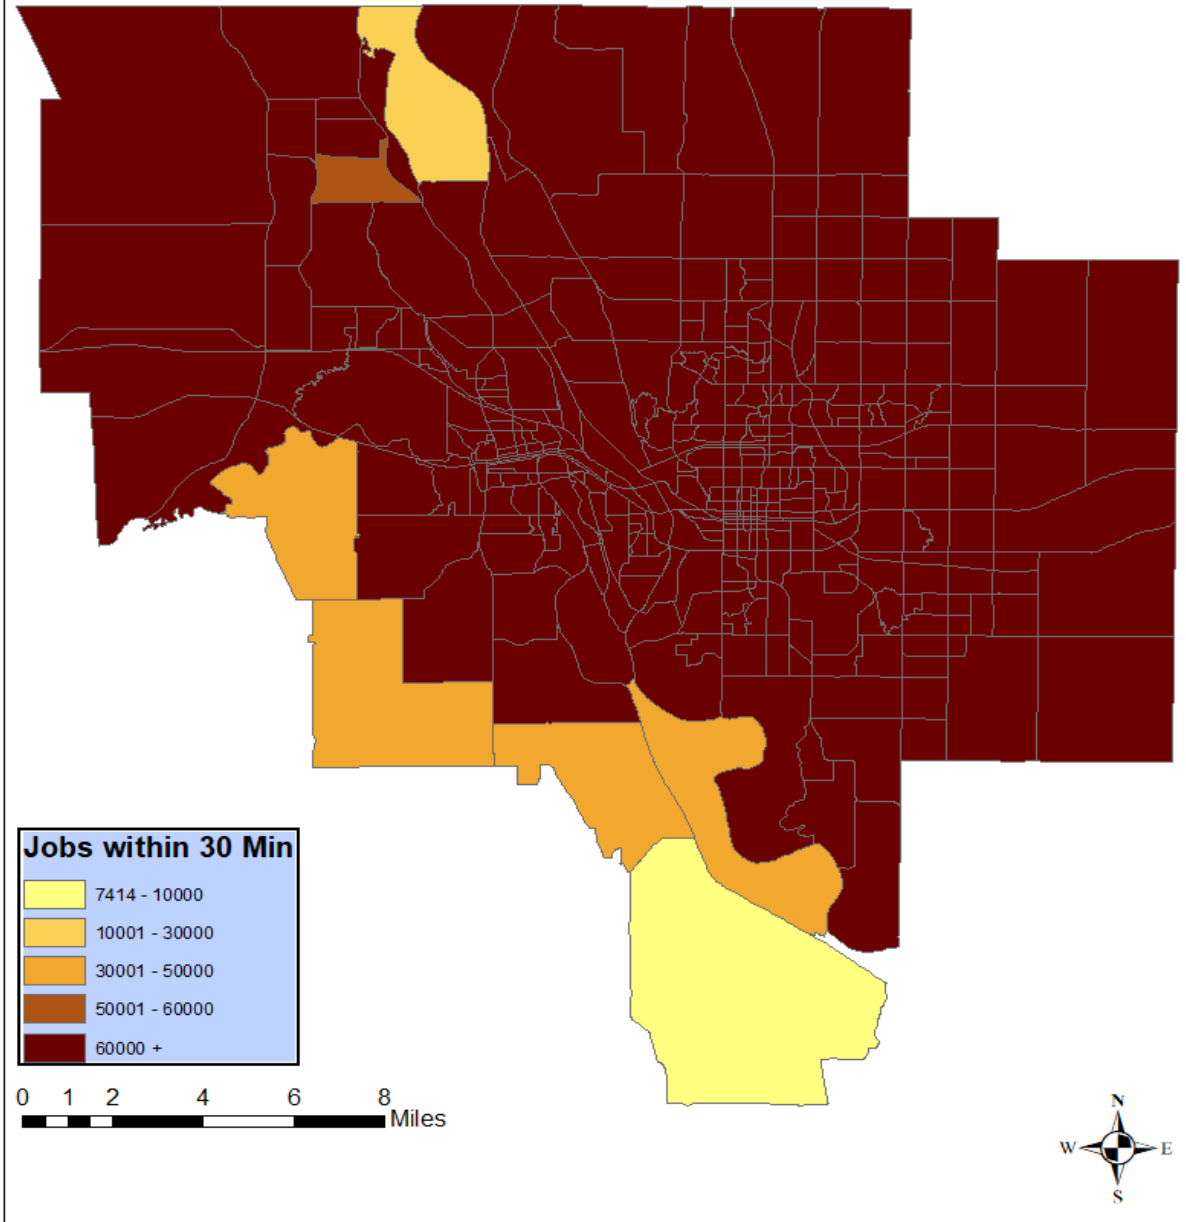 Jobs within 30 Min
7414 - 10000
10001 - 30000
30001 - 50000
50001 - 60000
60000 +
0 1 2 4 6 8
Miles
N
W E
S